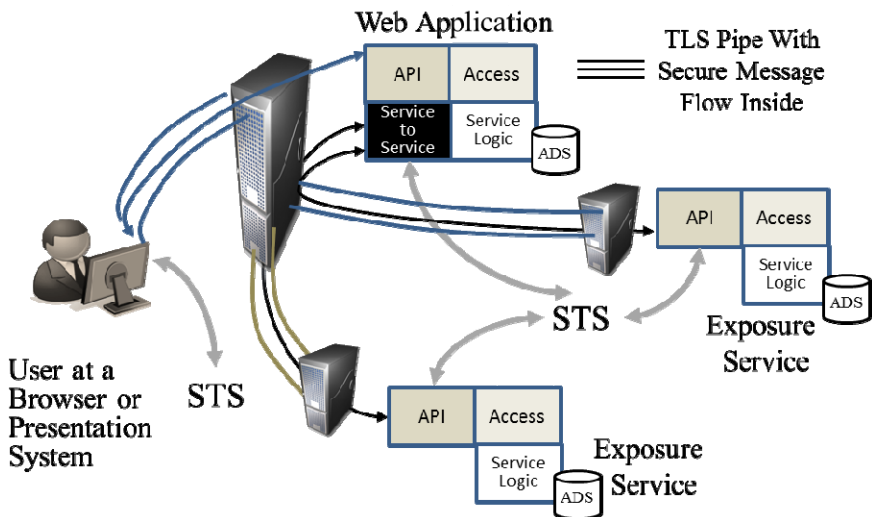 Web Application
API
Access
Service
to
Service
Service
Logic
ADS
TLS Pipe With
Secure Message
Flow Inside
API
Access
Service
Logic
ADS
Exposure
Service
STS
User at a
Browser or
Presentation
System
STS
API
Access
Service
Logic
ADS
Exposure
Service